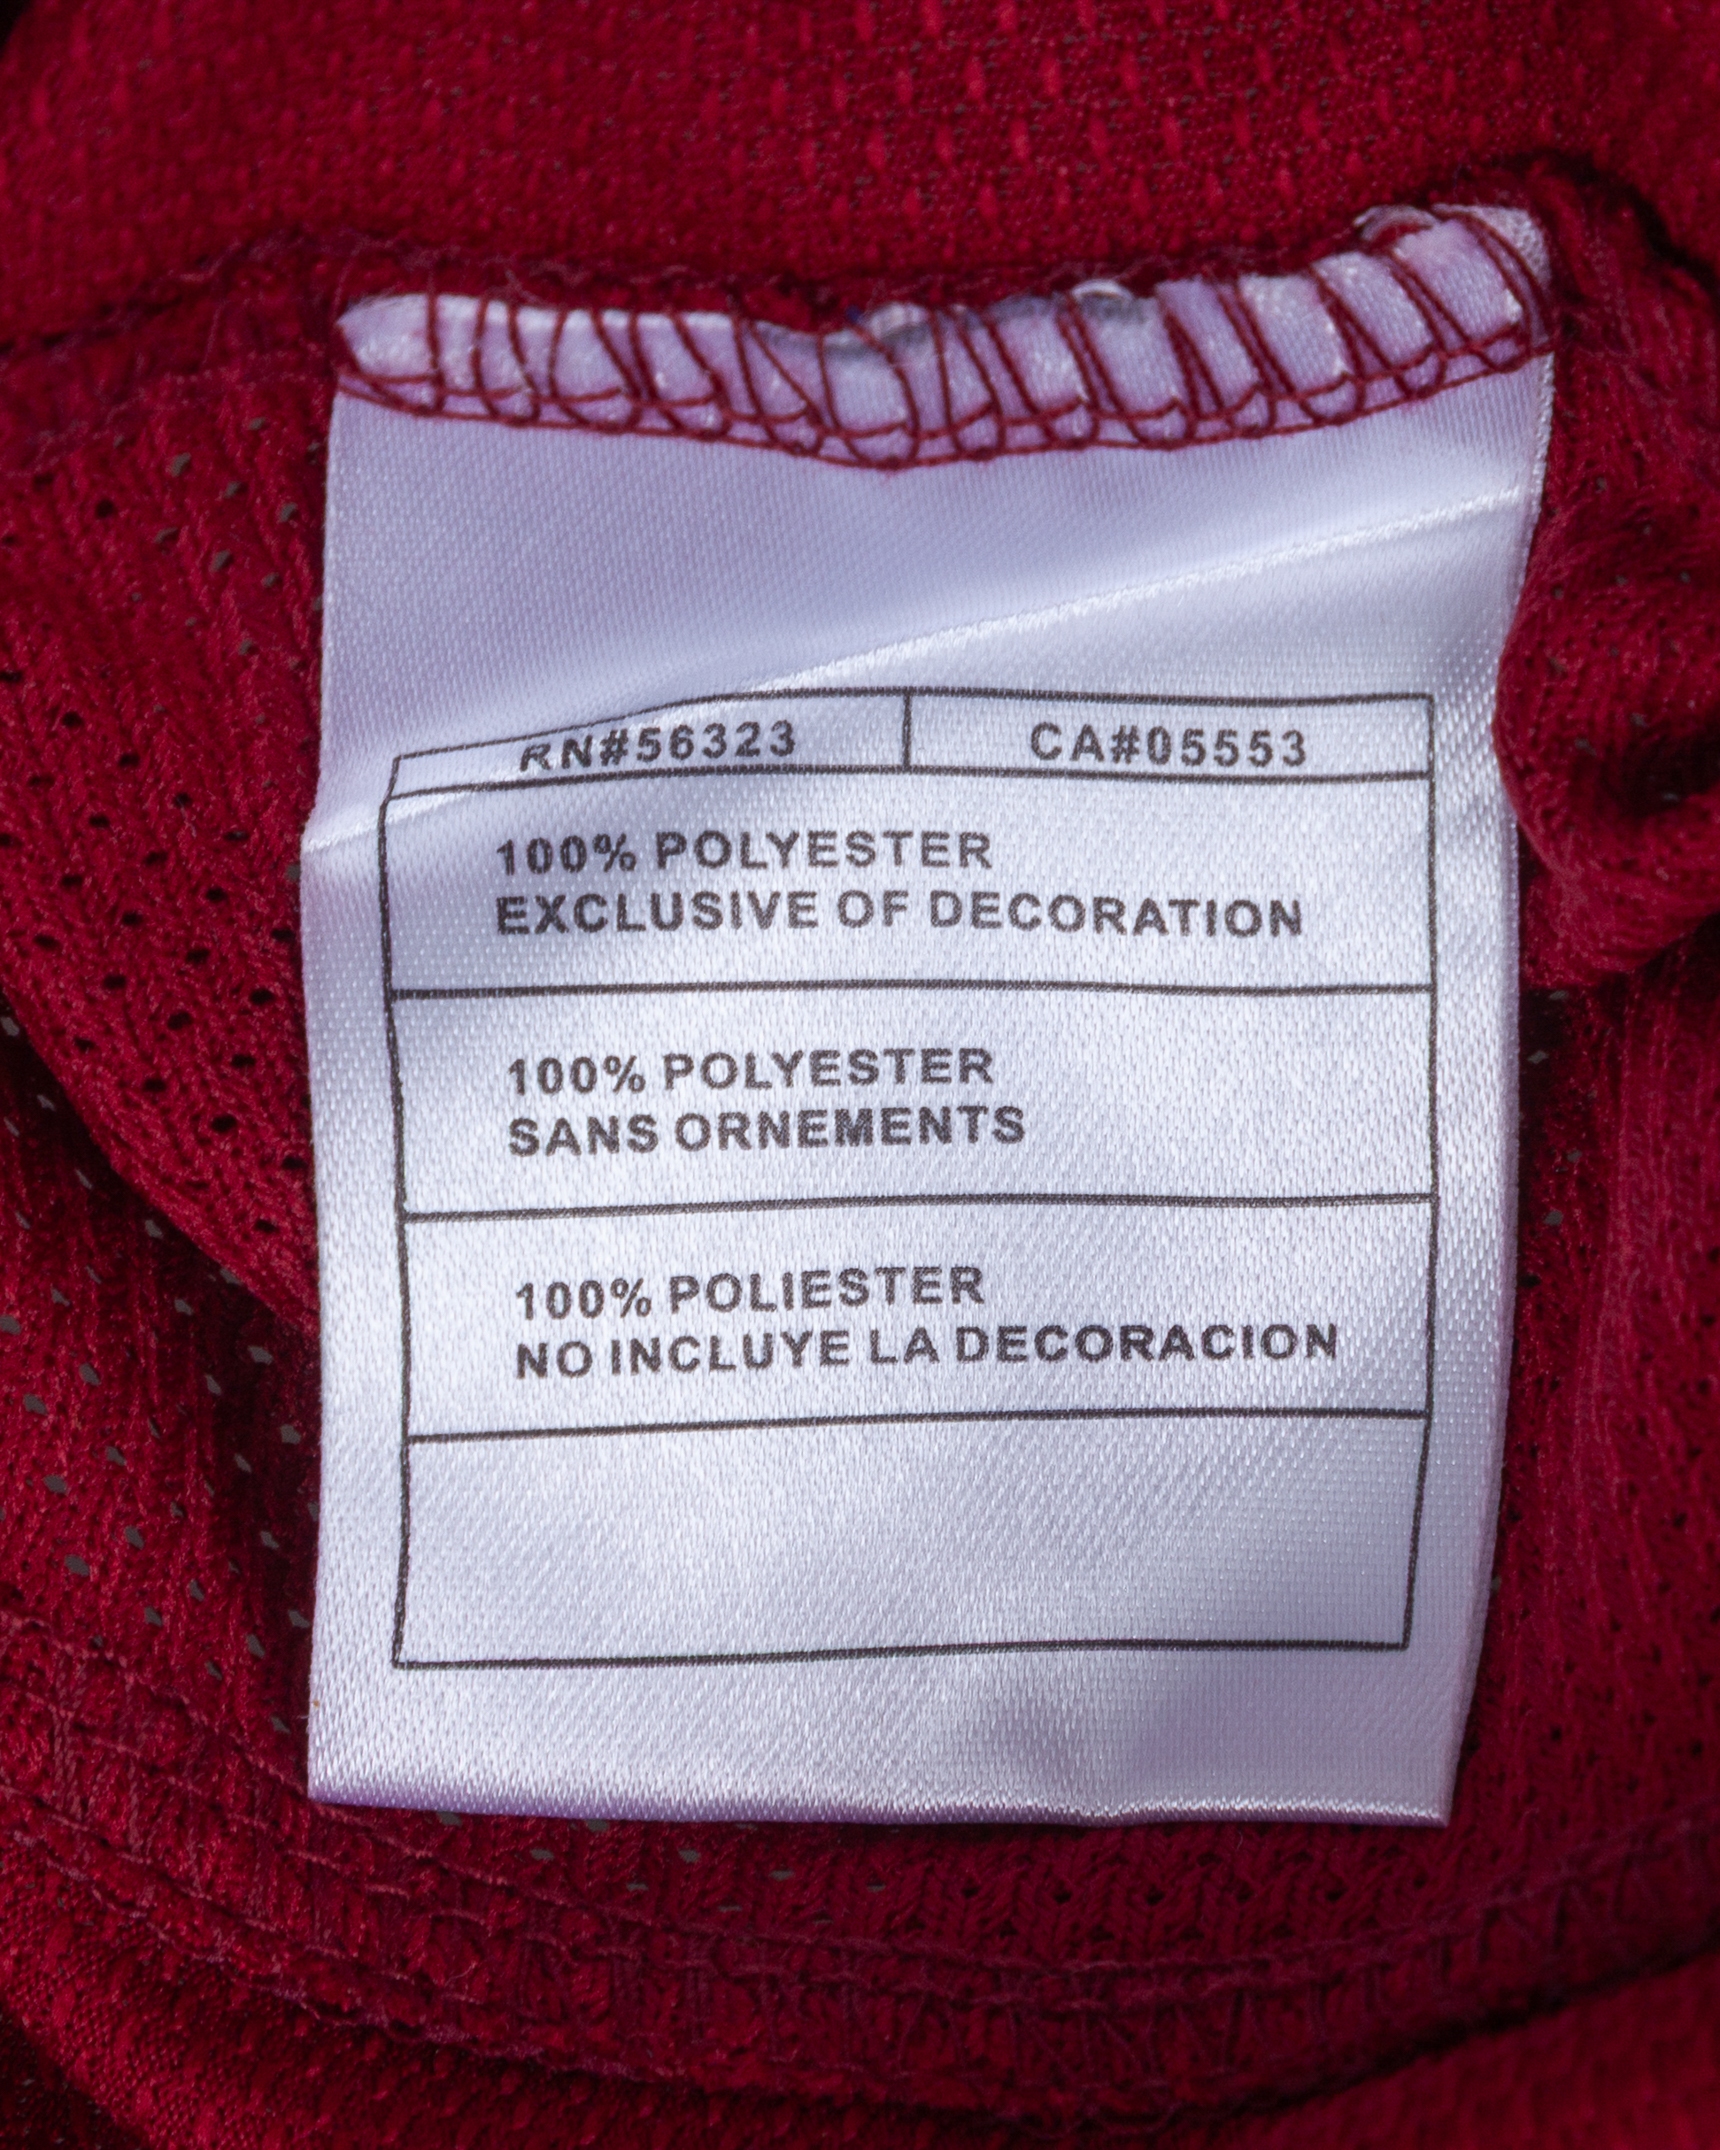 RN#56323 CA#05553
100% POLYESTER
EXCLUSIVE OF DECORATION
100% POLYESTER
SANS ORNEMENTS
100% POLIESTER
NO INCLUYE LA DECORACION